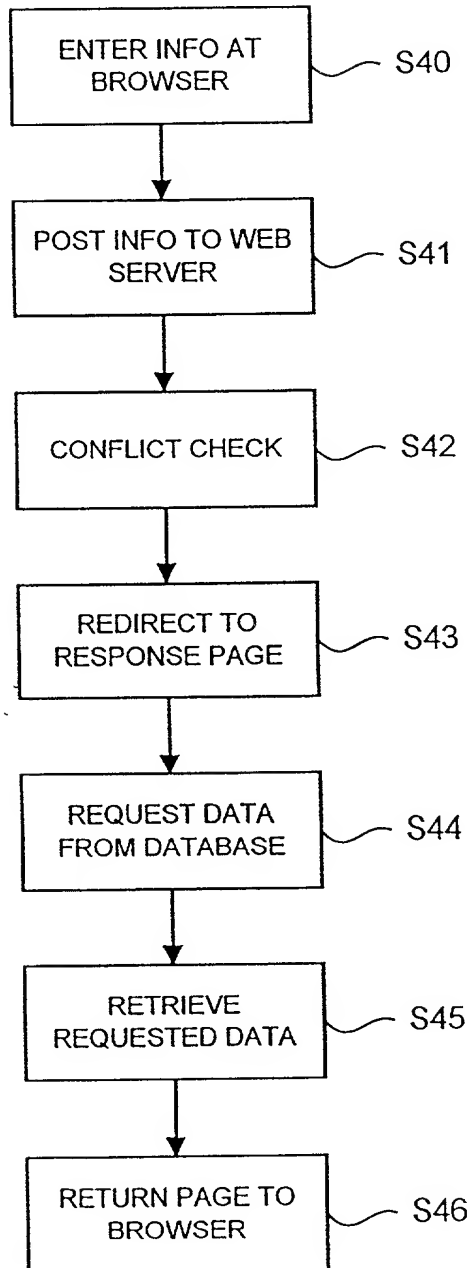 ENTER INFO AT
BROWSER
S40
POST INFO TO WEB
SERVER
S41
CONFLICT CHECK
S42
REDIRECT TO
RESPONSE PAGE
S43
REQUEST DATA
FROM DATABASE
S44
RETRIEVE
REQUESTED DATA
S45
RETURN PAGE TO
BROWSER
S46